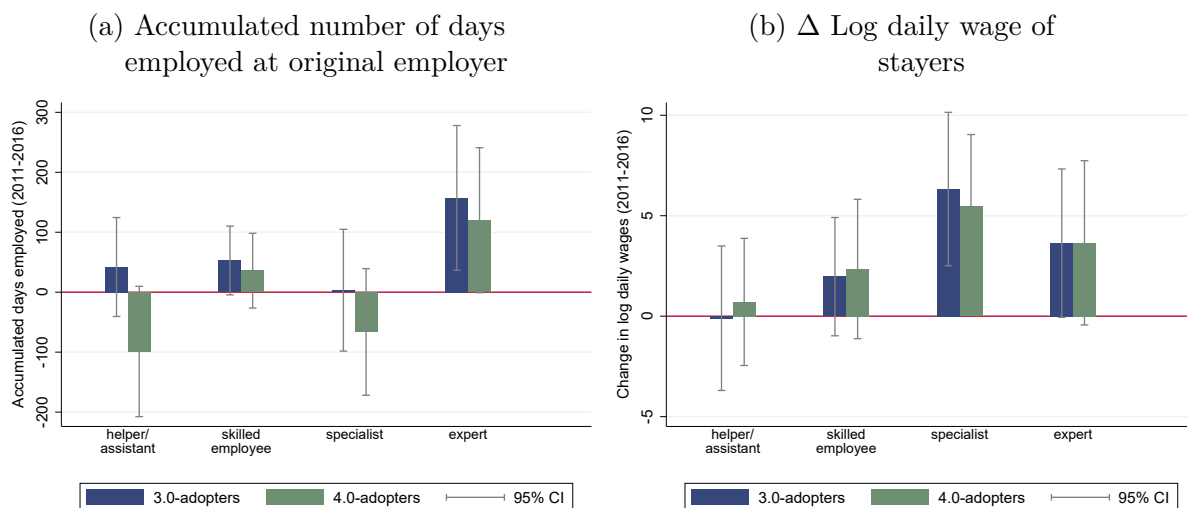 (a) Accumulated number of days
employed at original employer
Accumulated days employed (2011-2016)
300
200
100
0
-100
-200
helper/
assistant
skilled
employee
specialist
expert
3.0-adopters
4.0-adopters
95% CI
(b) Δ Log daily wage of
stayers
Change in log daily wages (2011-2016)
10
5
0
-5
helper/
assistant
skilled
employee
specialist
expert
3.0-adopters
4.0-adopters
95% CI